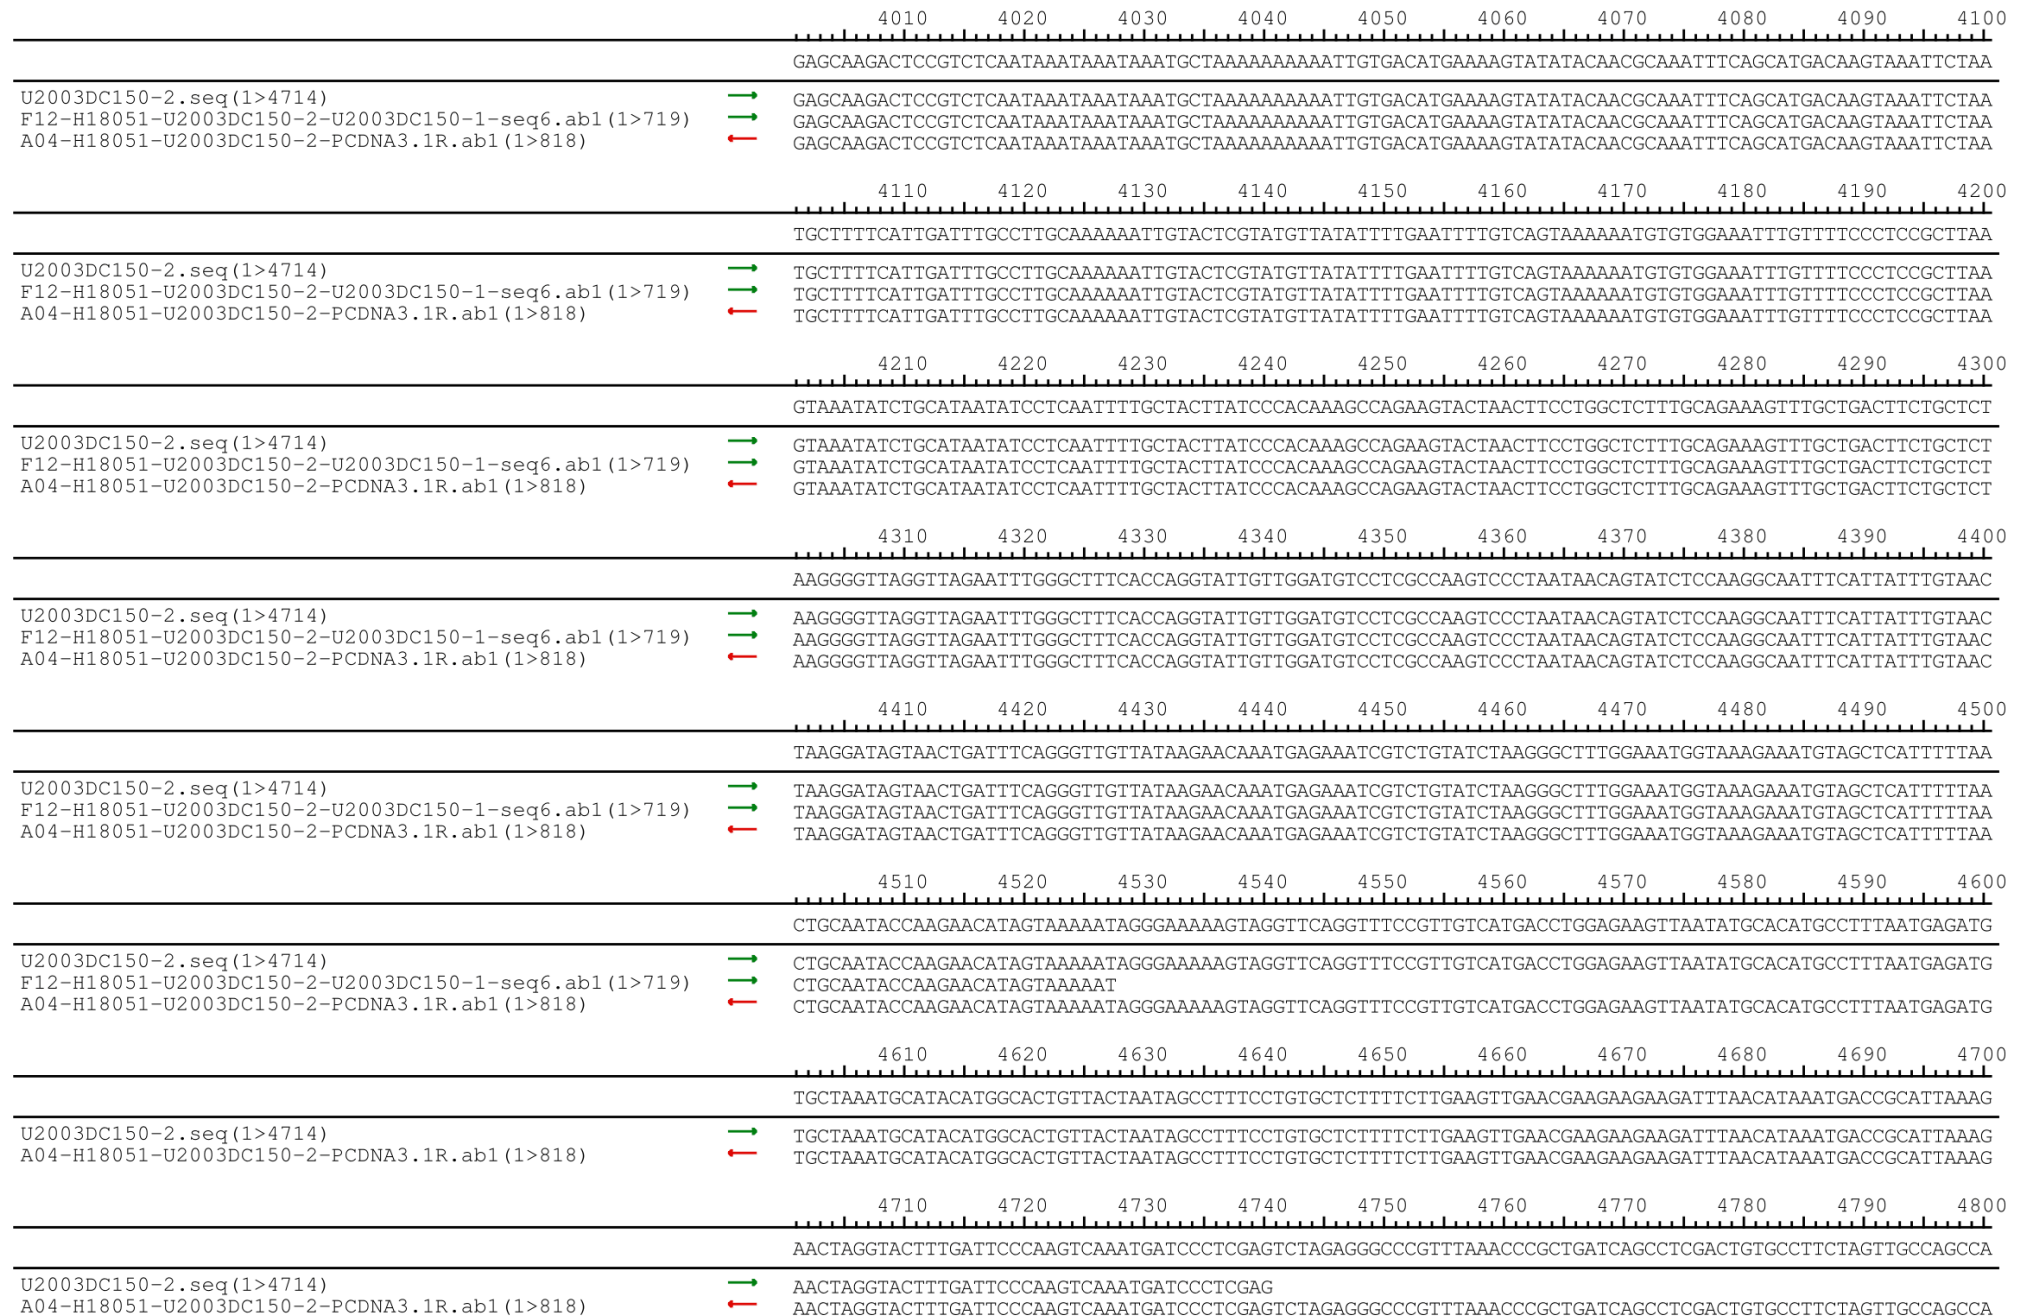 4010 4020 4030 4040 4050 4060 4070 4080 4090 4100
GAGCAAGACTCCGTCTCAATAAATAAATAAATGCTAAAAAAAAAATTGTGACATGAAAAGTATATACAACGCAAATTTCAGCATGACAAGTAAATTCTAA
U2003DC150-2.seq(1>4714) GAGCAAGACTCCGTCTCAATAAATAAATAAATGCTAAAAAAAAAATTGTGACATGAAAAGTATATACAACGCAAATTTCAGCATGACAAGTAAATTCTAA
F12-H18051-U2003DC150-2-U2003DC150-1-seq6.ab1(1>719) GAGCAAGACTCCGTCTCAATAAATAAATAAATGCTAAAAAAAAAATTGTGACATGAAAAGTATATACAACGCAAATTTCAGCATGACAAGTAAATTCTAA
A04-H18051-U2003DC150-2-PCDNA3.1R.ab1(1>818) GAGCAAGACTCCGTCTCAATAAATAAATAAATGCTAAAAAAAAAATTGTGACATGAAAAGTATATACAACGCAAATTTCAGCATGACAAGTAAATTCTAA
4110 4120 4130 4140 4150 4160 4170 4180 4190 4200
TGCTTTTCATTGATTTGCCTTGCAAAAAATTGTACTCGTATGTTATATTTTGAATTTTGTCAGTAAAAAATGTGTGGAAATTTGTTTTCCCTCCGCTTAA
U2003DC150-2.seq(1>4714) TGCTTTTCATTGATTTGCCTTGCAAAAAATTGTACTCGTATGTTATATTTTGAATTTTGTCAGTAAAAAATGTGTGGAAATTTGTTTTCCCTCCGCTTAA
F12-H18051-U2003DC150-2-U2003DC150-1-seq6.ab1(1>719) TGCTTTTCATTGATTTGCCTTGCAAAAAATTGTACTCGTATGTTATATTTTGAATTTTGTCAGTAAAAAATGTGTGGAAATTTGTTTTCCCTCCGCTTAA
A04-H18051-U2003DC150-2-PCDNA3.1R.ab1(1>818) TGCTTTTCATTGATTTGCCTTGCAAAAAATTGTACTCGTATGTTATATTTTGAATTTTGTCAGTAAAAAATGTGTGGAAATTTGTTTTCCCTCCGCTTAA
4210 4220 4230 4240 4250 4260 4270 4280 4290 4300
GTAAATATCTGCATAATATCCTCAATTTTGCTACTTATCCCACAAAGCCAGAAGTACTAACTTCCTGGCTCTTTGCAGAAAGTTTGCTGACTTCTGCTCT
U2003DC150-2.seq(1>4714) GTAAATATCTGCATAATATCCTCAATTTTGCTACTTATCCCACAAAGCCAGAAGTACTAACTTCCTGGCTCTTTGCAGAAAGTTTGCTGACTTCTGCTCT
F12-H18051-U2003DC150-2-U2003DC150-1-seq6.ab1(1>719) GTAAATATCTGCATAATATCCTCAATTTTGCTACTTATCCCACAAAGCCAGAAGTACTAACTTCCTGGCTCTTTGCAGAAAGTTTGCTGACTTCTGCTCT
A04-H18051-U2003DC150-2-PCDNA3.1R.ab1(1>818) GTAAATATCTGCATAATATCCTCAATTTTGCTACTTATCCCACAAAGCCAGAAGTACTAACTTCCTGGCTCTTTGCAGAAAGTTTGCTGACTTCTGCTCT
4310 4320 4330 4340 4350 4360 4370 4380 4390 4400
AAGGGGTTAGGTTAGAATTTGGGCTTTCACCAGGTATTGTTGGATGTCCTCGCCAAGTCCCTAATAACAGTATCTCCAAGGCAATTTCATTATTTGTAAC
U2003DC150-2.seq(1>4714) AAGGGGTTAGGTTAGAATTTGGGCTTTCACCAGGTATTGTTGGATGTCCTCGCCAAGTCCCTAATAACAGTATCTCCAAGGCAATTTCATTATTTGTAAC
F12-H18051-U2003DC150-2-U2003DC150-1-seq6.ab1(1>719) AAGGGGTTAGGTTAGAATTTGGGCTTTCACCAGGTATTGTTGGATGTCCTCGCCAAGTCCCTAATAACAGTATCTCCAAGGCAATTTCATTATTTGTAAC
A04-H18051-U2003DC150-2-PCDNA3.1R.ab1(1>818) AAGGGGTTAGGTTAGAATTTGGGCTTTCACCAGGTATTGTTGGATGTCCTCGCCAAGTCCCTAATAACAGTATCTCCAAGGCAATTTCATTATTTGTAAC
4410 4420 4430 4440 4450 4460 4470 4480 4490 4500
TAAGGATAGTAACTGATTTCAGGGTTGTTATAAGAACAAATGAGAAATCGTCTGTATCTAAGGGCTTTGGAAATGGTAAAGAAATGTAGCTCATTTTTAA
U2003DC150-2.seq(1>4714) TAAGGATAGTAACTGATTTCAGGGTTGTTATAAGAACAAATGAGAAATCGTCTGTATCTAAGGGCTTTGGAAATGGTAAAGAAATGTAGCTCATTTTTAA
F12-H18051-U2003DC150-2-U2003DC150-1-seq6.ab1(1>719) TAAGGATAGTAACTGATTTCAGGGTTGTTATAAGAACAAATGAGAAATCGTCTGTATCTAAGGGCTTTGGAAATGGTAAAGAAATGTAGCTCATTTTTAA
A04-H18051-U2003DC150-2-PCDNA3.1R.ab1(1>818) TAAGGATAGTAACTGATTTCAGGGTTGTTATAAGAACAAATGAGAAATCGTCTGTATCTAAGGGCTTTGGAAATGGTAAAGAAATGTAGCTCATTTTTAA
4510 4520 4530 4540 4550 4560 4570 4580 4590 4600
CTGCAATACCAAGAACATAGTAAAAATAGGGAAAAAGTAGGTTCAGGTTTCCGTTGTCATGACCTGGAGAAGTTAATATGCACATGCCTTTAATGAGATG
U2003DC150-2.seq(1>4714) CTGCAATACCAAGAACATAGTAAAAATAGGGAAAAAGTAGGTTCAGGTTTCCGTTGTCATGACCTGGAGAAGTTAATATGCACATGCCTTTAATGAGATG
F12-H18051-U2003DC150-2-U2003DC150-1-seq6.ab1(1>719) CTGCAATACCAAGAACATAGTAAAAAT
A04-H18051-U2003DC150-2-PCDNA3.1R.ab1(1>818) CTGCAATACCAAGAACATAGTAAAAATAGGGAAAAAGTAGGTTCAGGTTTCCGTTGTCATGACCTGGAGAAGTTAATATGCACATGCCTTTAATGAGATG
4610 4620 4630 4640 4650 4660 4670 4680 4690 4700
TGCTAAATGCATACATGGCACTGTTACTAATAGCCTTTCCTGTGCTCTTTTCTTGAAGTTGAACGAAGAAGAAGATTTAACATAAATGACCGCATTAAAG
U2003DC150-2.seq(1>4714) TGCTAAATGCATACATGGCACTGTTACTAATAGCCTTTCCTGTGCTCTTTTCTTGAAGTTGAACGAAGAAGAAGATTTAACATAAATGACCGCATTAAAG
A04-H18051-U2003DC150-2-PCDNA3.1R.ab1(1>818) TGCTAAATGCATACATGGCACTGTTACTAATAGCCTTTCCTGTGCTCTTTTCTTGAAGTTGAACGAAGAAGAAGATTTAACATAAATGACCGCATTAAAG
4710 4720 4730 4740 4750 4760 4770 4780 4790 4800
AACTAGGTACTTTGATTCCCAAGTCAAATGATCCCTCGAGTCTAGAGGGCCCGTTTAAACCCGCTGATCAGCCTCGACTGTGCCTTCTAGTTGCCAGCCA
U2003DC150-2.seq(1>4714) AACTAGGTACTTTGATTCCCAAGTCAAATGATCCCTCGAG
A04-H18051-U2003DC150-2-PCDNA3.1R.ab1(1>818) AACTAGGTACTTTGATTCCCAAGTCAAATGATCCCTCGAGTCTAGAGGGCCCGTTTAAACCCGCTGATCAGCCTCGACTGTGCCTTCTAGTTGCCAGCCA